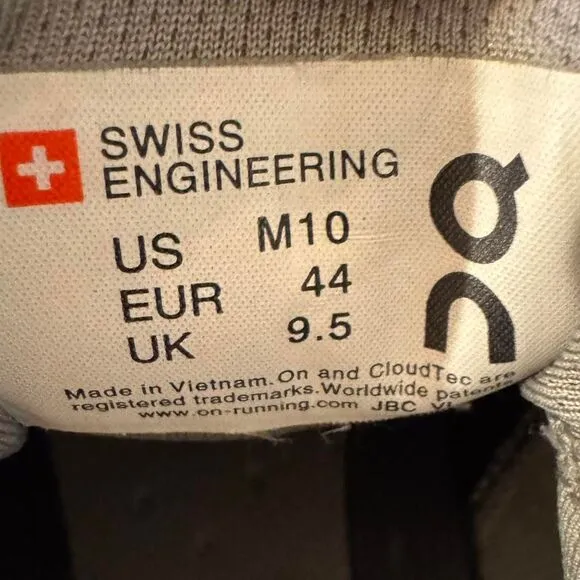 SWISS
ENGINEERING
US M10
EUR 44
UK 9.5
Made in Vietnam. On and CloudTec are
registered trademarks. Worldwide patents
www.on-running.com JBC